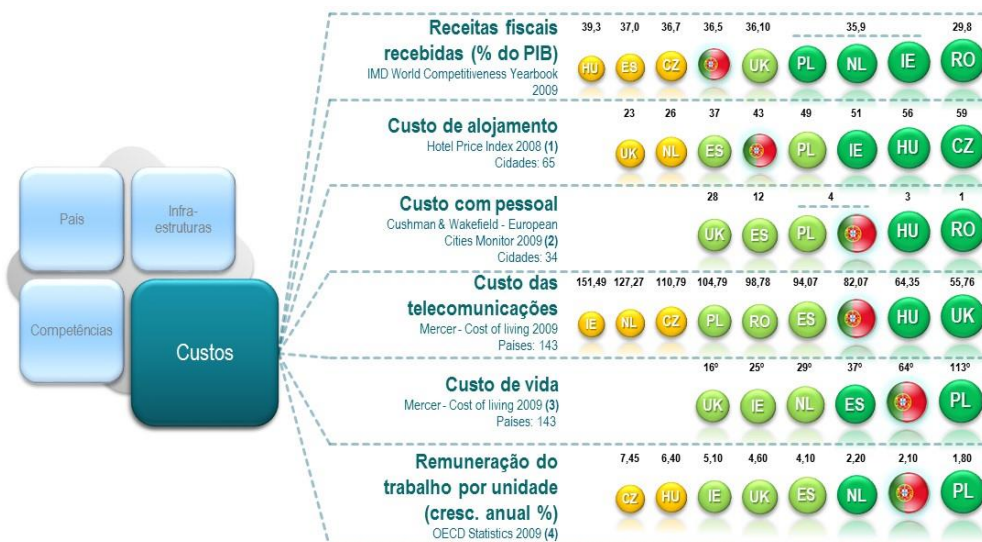 País
Infra-
estruturas
Competências
Custos
Receitas fiscais
recebidas (% do PIB)
IMD World Competitiveness Yearbook
2009
39,3 37,0 36,7 36,5 36,10 35,9 29,8
HU ES CZ UK PL NL IE RO
Custo de alojamento
Hotel Price Index 2008 (1)
Cidades: 65
23 26 37 43 49 51 56 59
UK NL ES PL IE HU CZ
Custo com pessoal
Cushman & Wakefield - European
Cities Monitor 2009 (2)
Cidades: 34
28 12 4 3 1
UK ES PL HU RO
Custo das
telecomunicações
Mercer - Cost of living 2009
Países: 143
151,49 127,27 110,79 104,79 98,78 94,07 82,07 64,35 55,76
IE NL CZ PL RO ES HU UK
Custo de vida
Mercer - Cost of living 2009 (3)
Países: 143
16º 25º 29º 37º 64º 113º
UK IE NL ES PL
Remuneração do
trabalho por unidade
(cresc. anual %)
OECD Statistics 2009 (4)
7,45 6,40 5,10 4,60 4,10 2,20 2,10 1,80
CZ HU IE UK ES NL PL